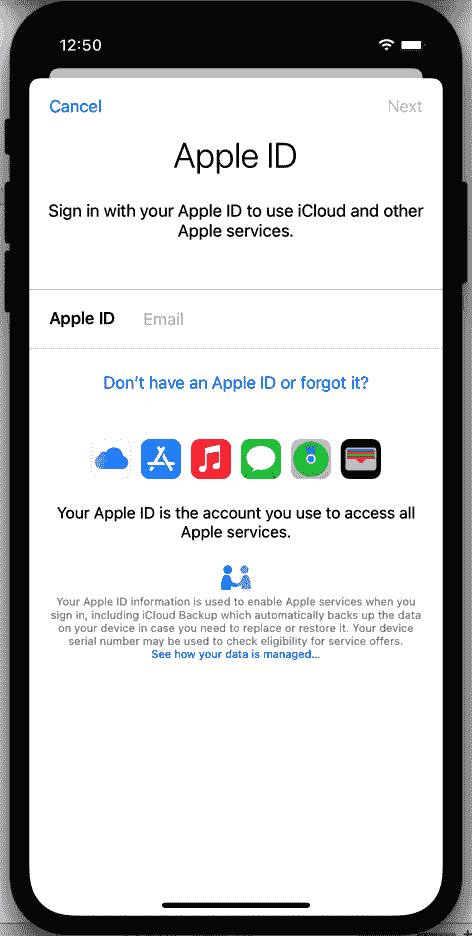 12:50
Cancel
Next
Apple ID
Sign in with your Apple ID to use iCloud and other
Apple services.
Apple ID Email
Don't have an Apple ID or forgot it?
Your Apple ID is the account you use to access all
Apple services.
Your Apple ID information is used to enable Apple services when you
sign in, including iCloud Backup which automatically backs up the data
on your device in case you need to replace or restore it. Your device
serial number may be used to check eligibility for service offers.
See how your data is managed...